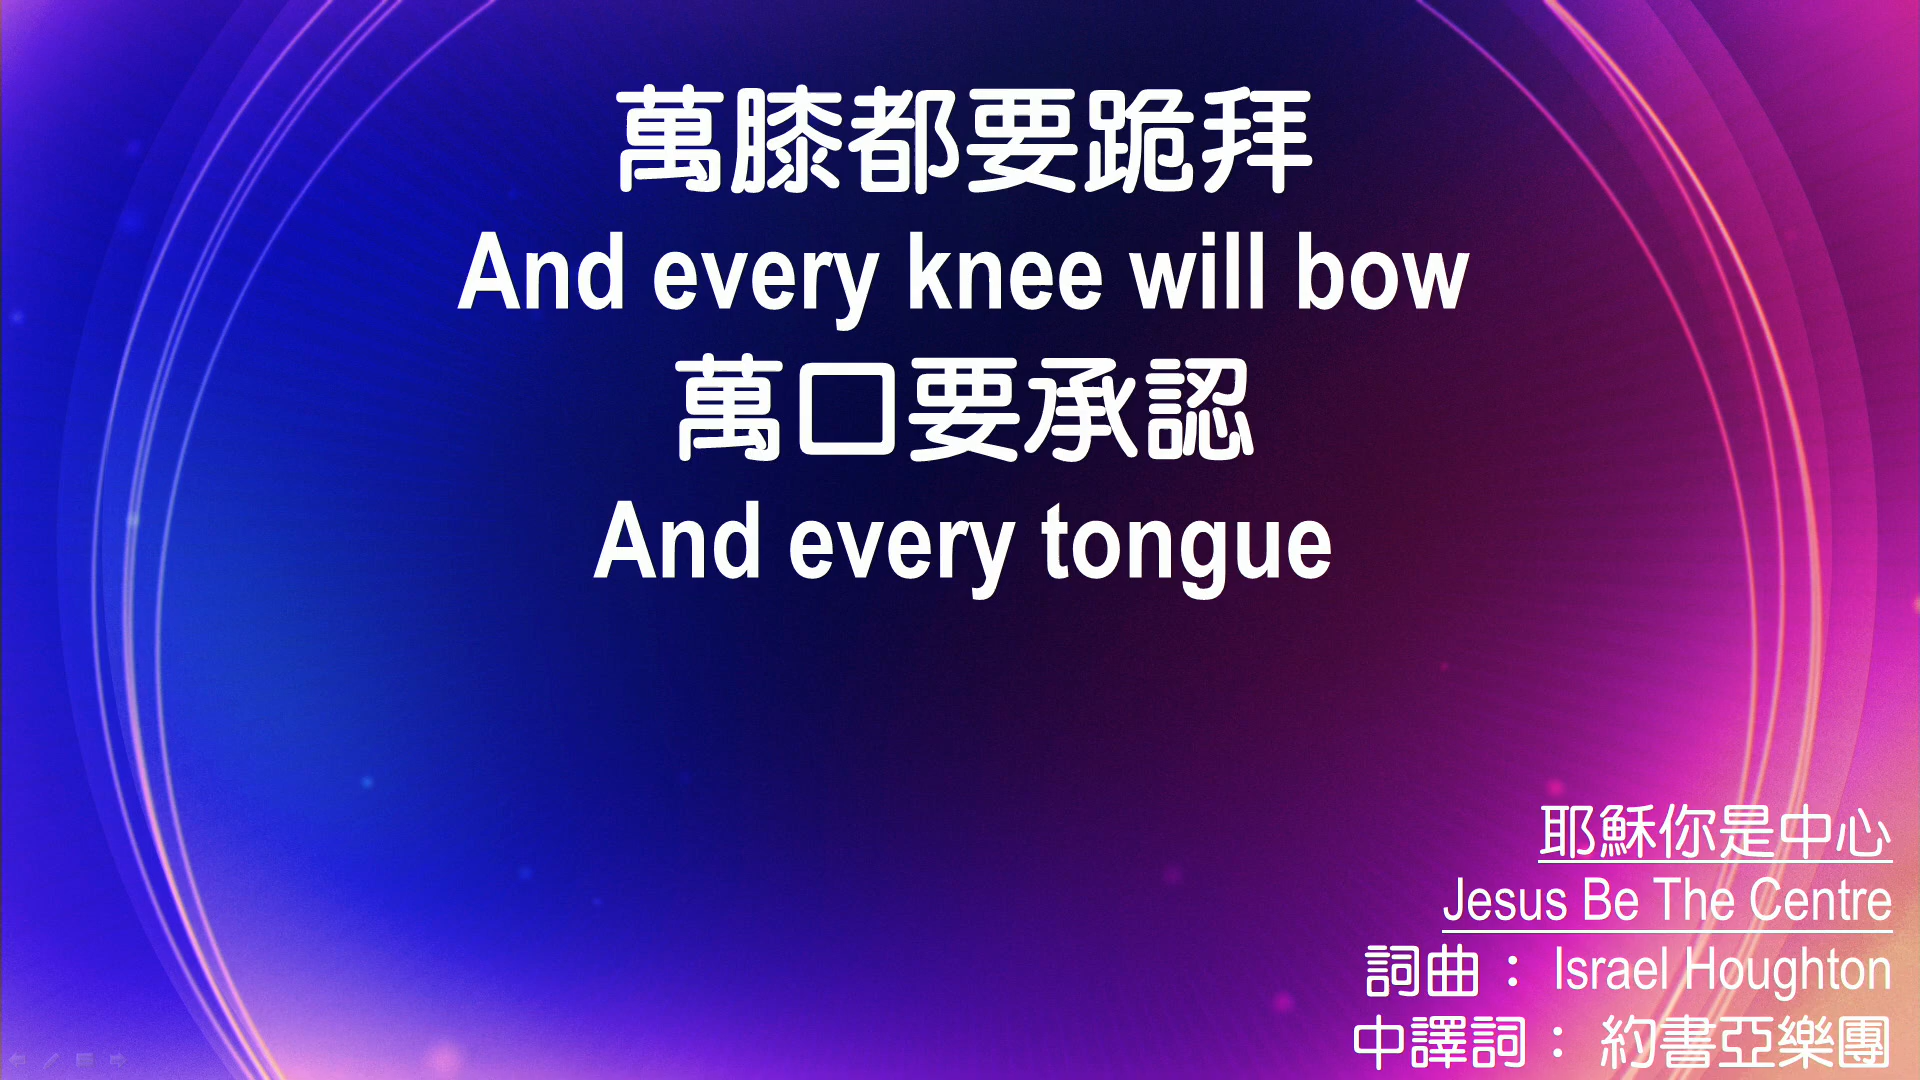 萬膝都要跪拜
And every knee will bow
萬口要承認
And every tongue
耶穌你是中心
Jesus Be The Centre
詞曲： Israel Houghton
中譯詞： 約書亞樂團